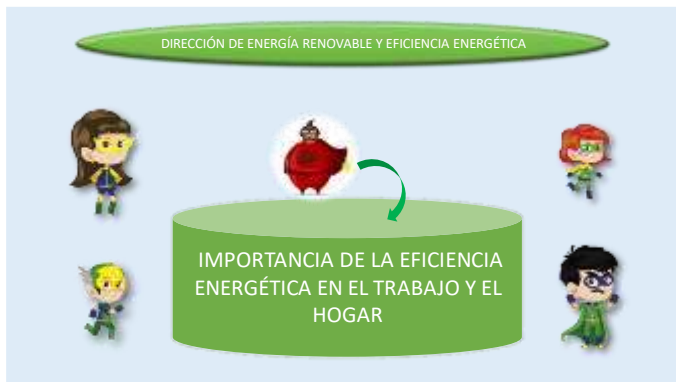 DIRECCIÓN DE ENERGÍA RENOVABLE Y EFICIENCIA ENERGÉTICA
IMPORTANCIA DE LA EFICIENCIA
ENERGÉTICA EN EL TRABAJO Y EL
HOGAR